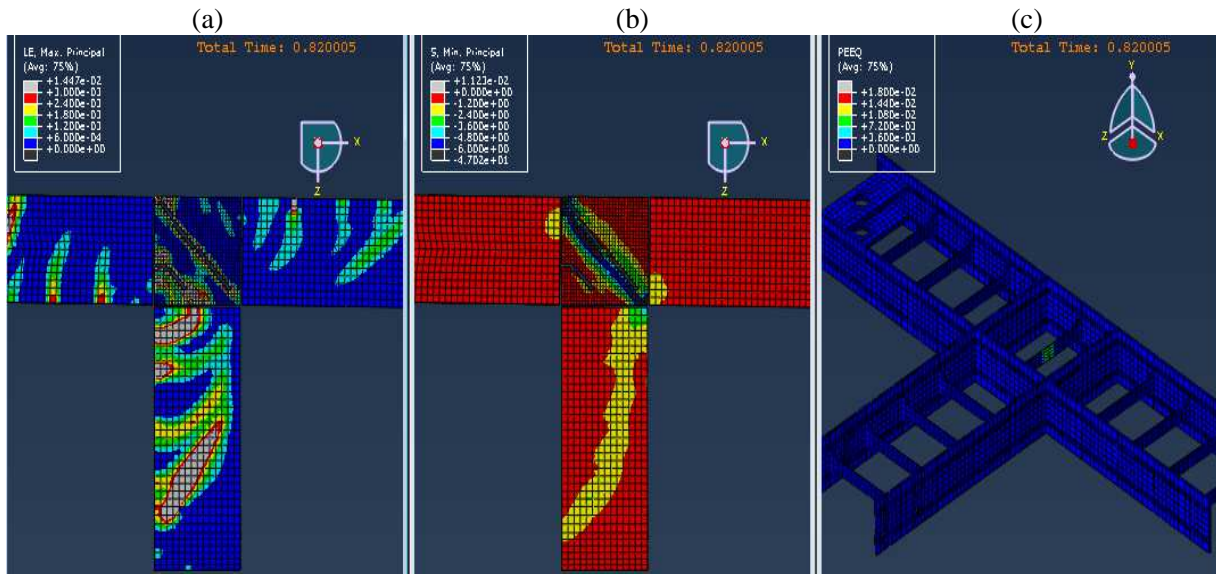 (a)
(b)
(c)
LE, Max. Principal
(Avg: 75%)
+1.447e-02
+3.000e-03
+2.400e-03
+1.800e-03
+1.200e-03
+6.000e-04
+0.000e+00
Total Time: 0.820005
X
Z
S, Min. Principal
(Avg: 75%)
+0.000e+00
-1.200e+00
-2.400e+00
-3.600e+00
-4.800e+00
-6.000e+00
-4.702e+01
Total Time: 0.820005
X
Z
PEEQ
(Avg: 75%)
+1.800e-02
+1.440e-02
+1.080e-02
+7.200e-03
+3.600e-03
+0.000e+00
Total Time: 0.820005
Y
Z
X